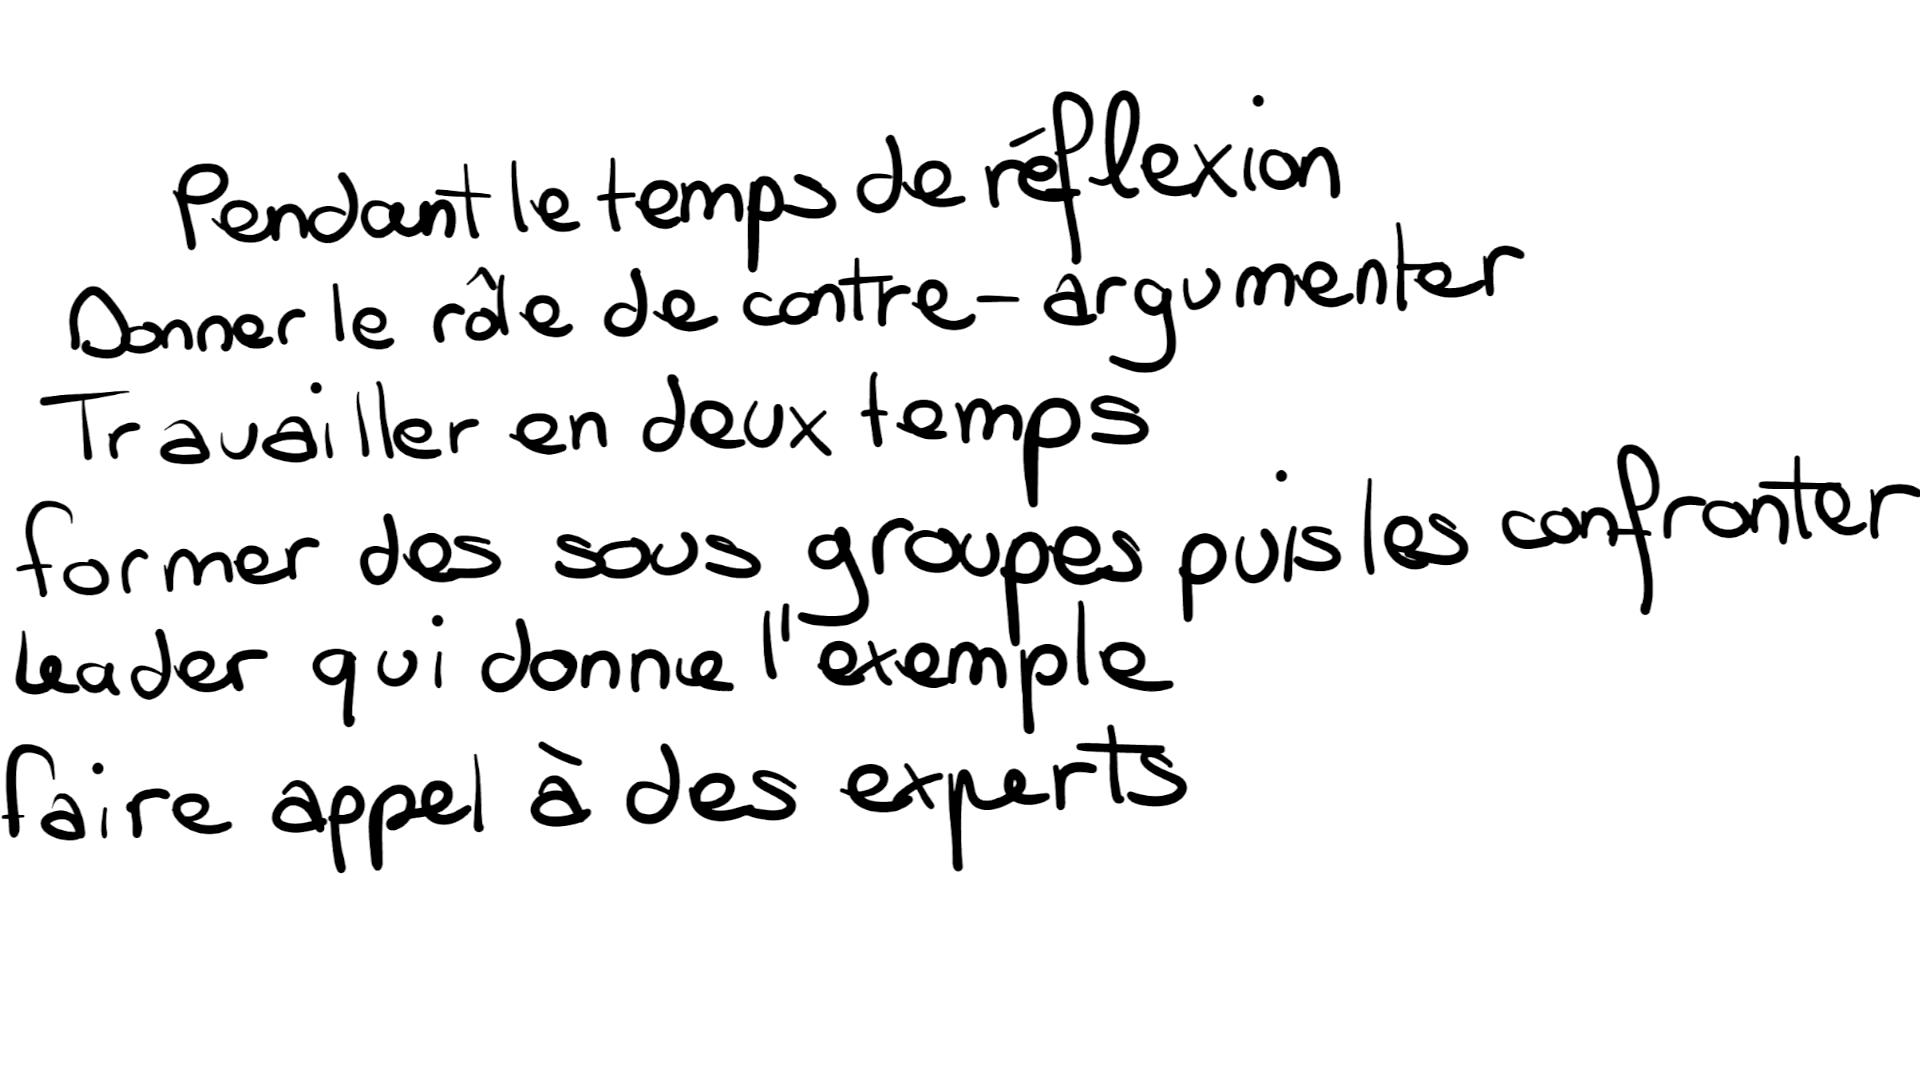 Pendant le temps de réflexion
Donner le rôle de contre-argumenter
Travailler en deux temps
former des sous groupes puis les confronter
leader qui donne l'exemple
faire appel à des experts